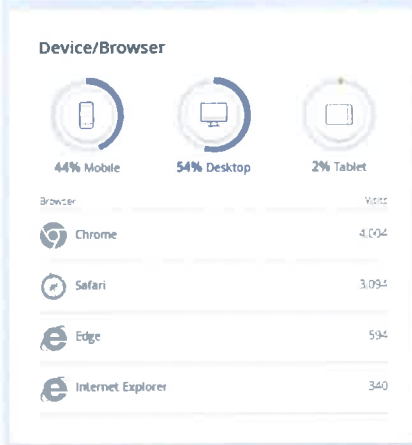 Device/Browser
44% Mobile
54% Desktop
2% Tablet
Browser Visits
Chrome 4,004
Safari 3,094
Edge 594
Internet Explorer 340